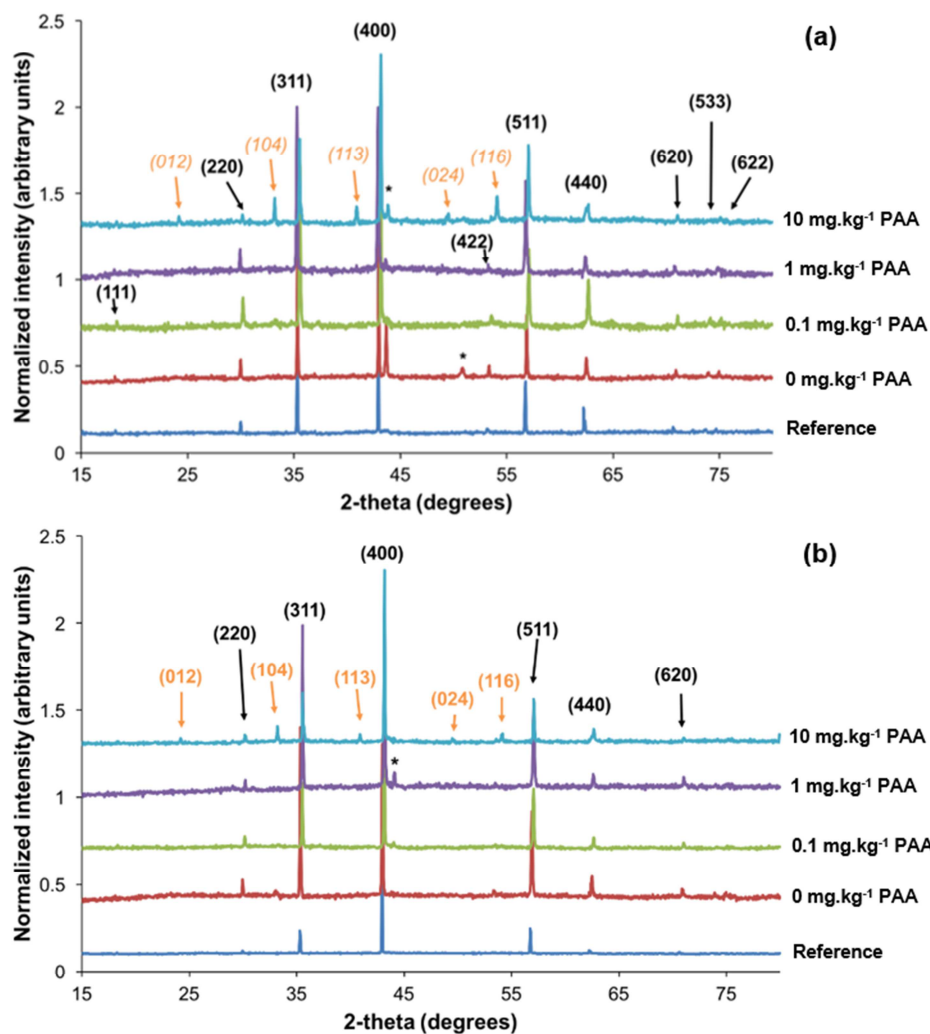 (a)
2.5
(400)
(311)
2
(533)
(511)
(104)
(113)
(116)
(620)
(622)
(012)
(220)
(024)
(440)
*
1.5
10 mg.kg⁻¹ PAA
(422)
1 mg.kg⁻¹ PAA
1
(111)
0.1 mg.kg⁻¹ PAA
*
0.5
0 mg.kg⁻¹ PAA
Reference
0
15 25 35 45 55 65 75
2-theta (degrees)
Normalized intensity (arbitrary units)
(b)
2.5
(400)
2
(311)
(511)
(220)
(104)
(620)
(012)
(113)
(024)
(116)
(440)
1.5
10 mg.kg⁻¹ PAA
*
1 mg.kg⁻¹ PAA
1
0.1 mg.kg⁻¹ PAA
0.5
0 mg.kg⁻¹ PAA
Reference
0
15 25 35 45 55 65 75
2-theta (degrees)
Normalized intensity (arbitrary units)